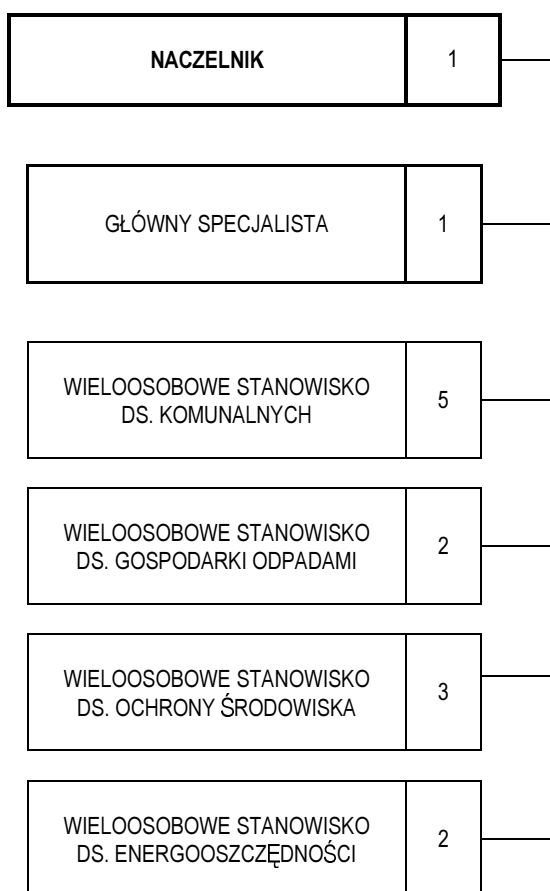 NACZELNIK 1
GŁÓWNY SPECJALISTA 1
WIELOOSOBOWE STANOWISKO
DS. KOMUNALNYCH 5
WIELOOSOBOWE STANOWISKO
DS. GOSPODARKI ODPADAMI 2
WIELOOSOBOWE STANOWISKO
DS. OCHRONY ŚRODOWISKA 3
WIELOOSOBOWE STANOWISKO
DS. ENERGOOSZCZĘDNOŚCI 2